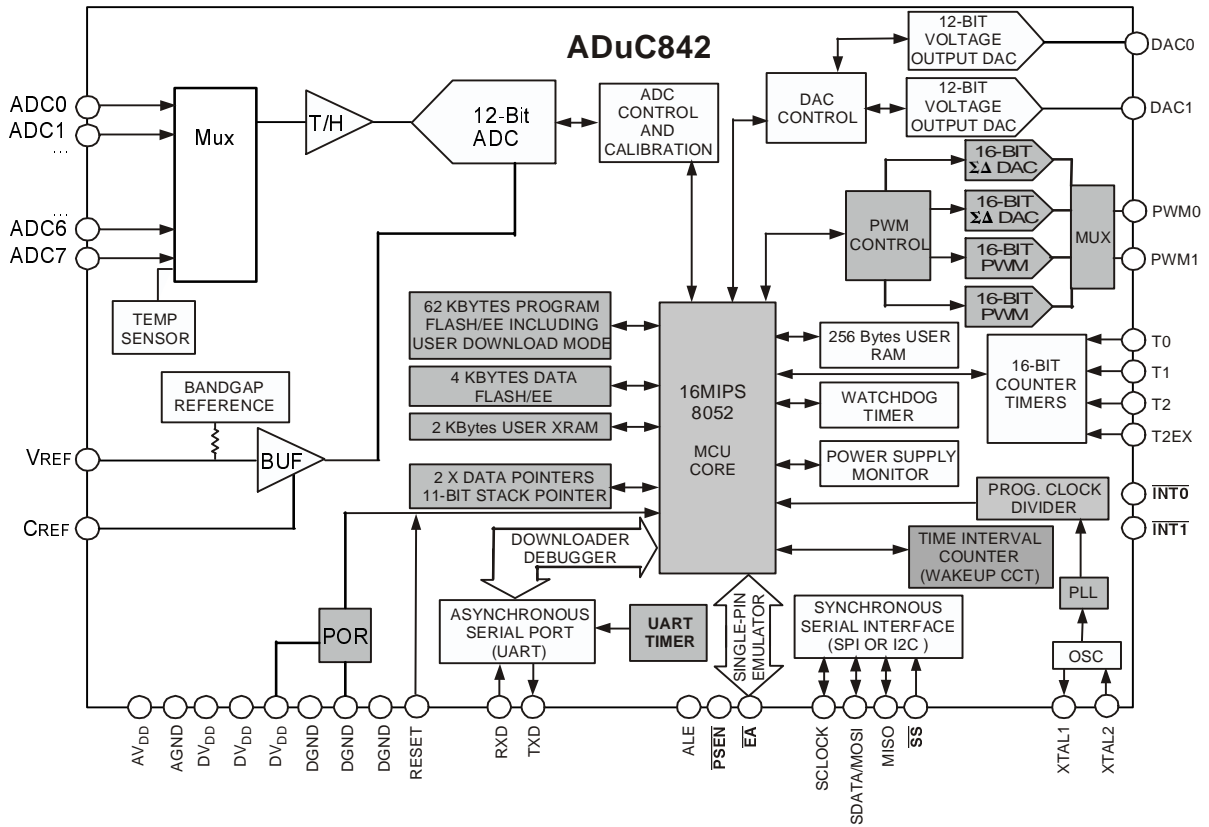 ADuC842
12-BIT
VOLTAGE
OUTPUT DAC
DAC0
ADC0
ADC1
...
Mux
T/H
12-Bit
ADC
ADC
CONTROL
AND
CALIBRATION
DAC
CONTROL
12-BIT
VOLTAGE
OUTPUT DAC
DAC1
...
ADC6
ADC7
TEMP
SENSOR
PWM
CONTROL
16-BIT
ΣΔ DAC
16-BIT
ΣΔ DAC
16-BIT
PWM
16-BIT
PWM
MUX
PWM0
PWM1
62 KBYTES PROGRAM
FLASH/EE INCLUDING
USER DOWNLOAD MODE
4 KBYTES DATA
FLASH/EE
2 KBytes USER XRAM
2 X DATA POINTERS
11-BIT STACK POINTER
16MIPS
8052
MCU
CORE
256 Bytes USER
RAM
WATCHDOG
TIMER
POWER SUPPLY
MONITOR
16-BIT
COUNTER
TIMERS
T0
T1
T2
T2EX
BANDGAP
REFERENCE
VREF
BUF
CREF
PROG. CLOCK
DIVIDER
INT0
INT1
TIME INTERVAL
COUNTER
(WAKEUP CCT)
PLL
OSC
DOWNLOADER
DEBUGGER
POR
ASYNCHRONOUS
SERIAL PORT
(UART)
UART
TIMER
SINGLE-PIN
EMULATOR
SYNCHRONOUS
SERIAL INTERFACE
(SPI OR I2C )
AVDD
AGND
DVDD
DVDD
DVDD
DGND
DGND
DGND
RESET
RXD
TXD
ALE
PSEN
EA
SCLOCK
SDATA/MOSI
MISO
SS
XTAL1
XTAL2